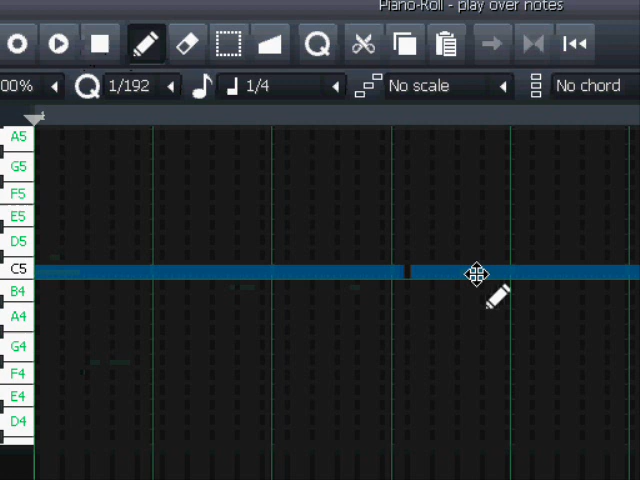 Piano-Roll - play over notes
00% 1/192 1/4 No scale No chord
A5
G5
F5
E5
D5
C5
B4
A4
G4
F4
E4
D4